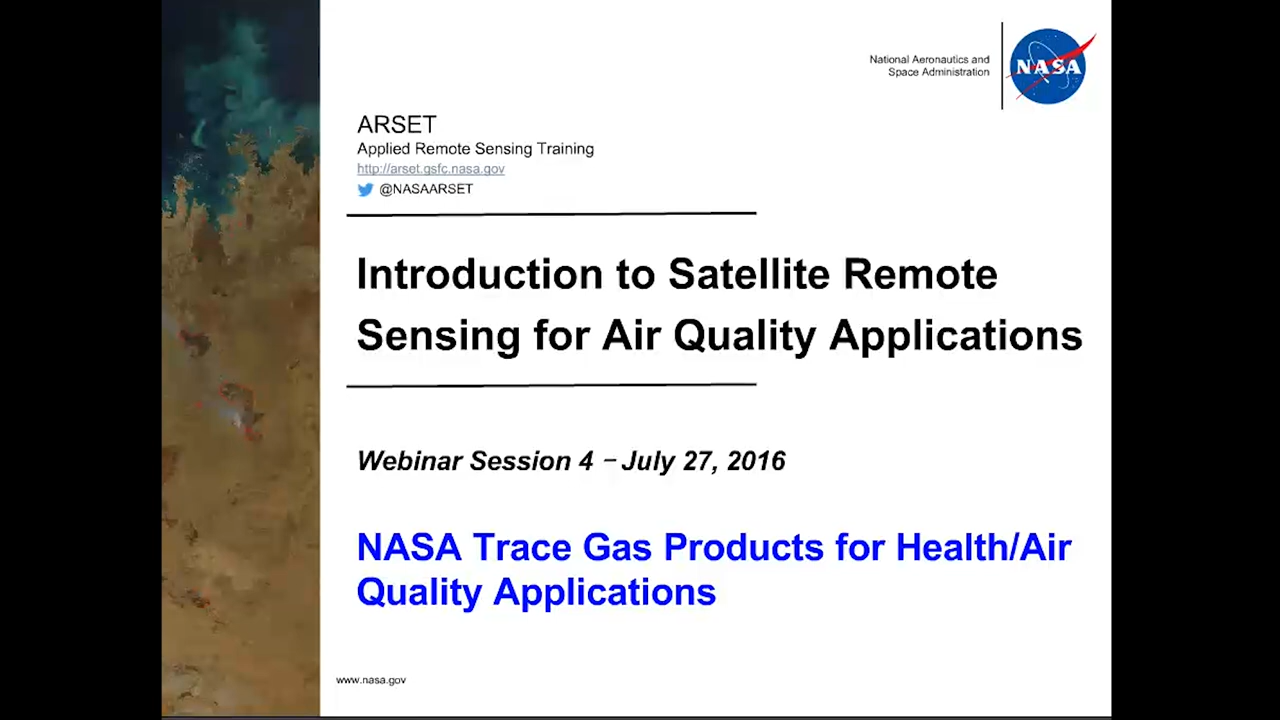 National Aeronautics and
Space Administration
NASA
ARSET
Applied Remote Sensing Training
http://arset.gsfc.nasa.gov
@NASAARSET
Introduction to Satellite Remote
Sensing for Air Quality Applications
Webinar Session 4 – July 27, 2016
NASA Trace Gas Products for Health/Air
Quality Applications
www.nasa.gov